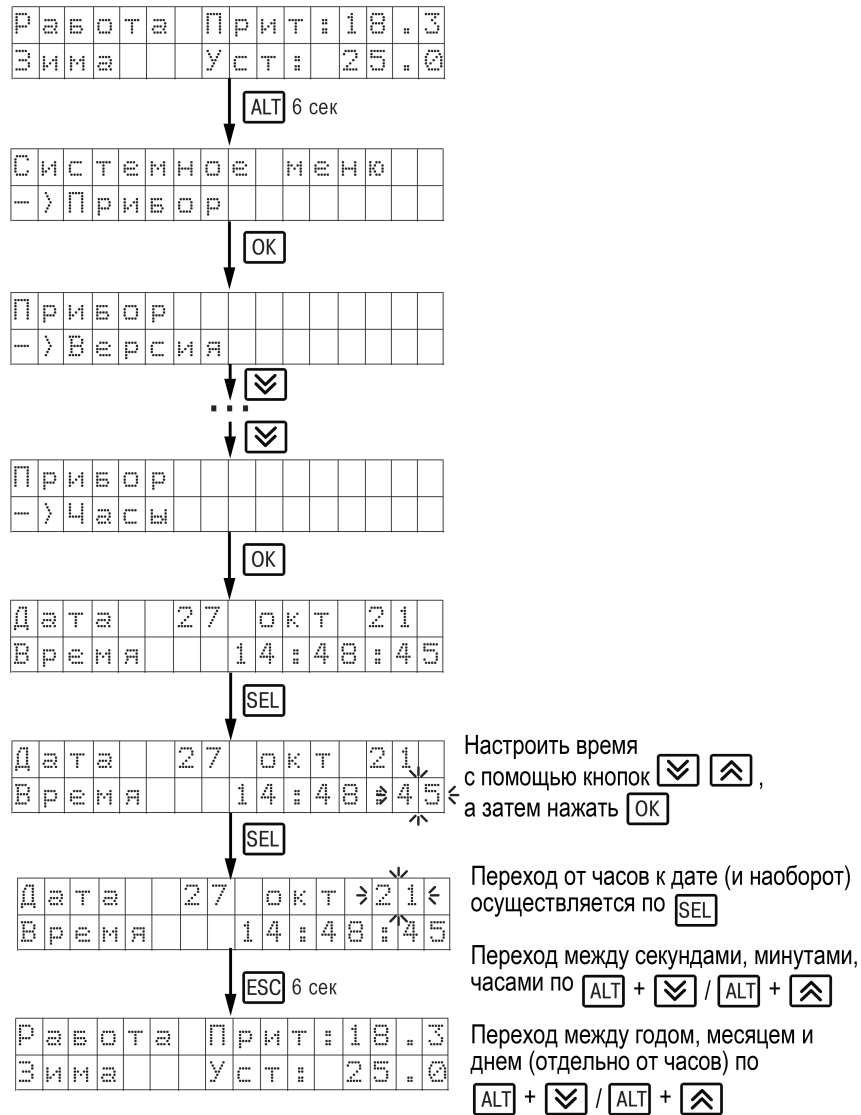 Работа Прит:18.3
Зима Уст: 25.0
ALT 6 сек
Системное меню
->Прибор
OK
Прибор
->Версия
...
Прибор
->Часы
OK
Дата 27 окт 21
Время 14:48:45
SEL
Дата 27 окт 21
Время 14:48:45
Настроить время
с помощью кнопок ,
а затем нажать OK
SEL
Дата 27 окт 21
Время 14:48:45
Переход от часов к дате (и наоборот)
осуществляется по SEL
Переход между секундами, минутами,
часами по ALT + / ALT +
ESC 6 сек
Работа Прит:18.3
Зима Уст: 25.0
Переход между годом, месяцем и
днем (отдельно от часов) по
ALT + / ALT +